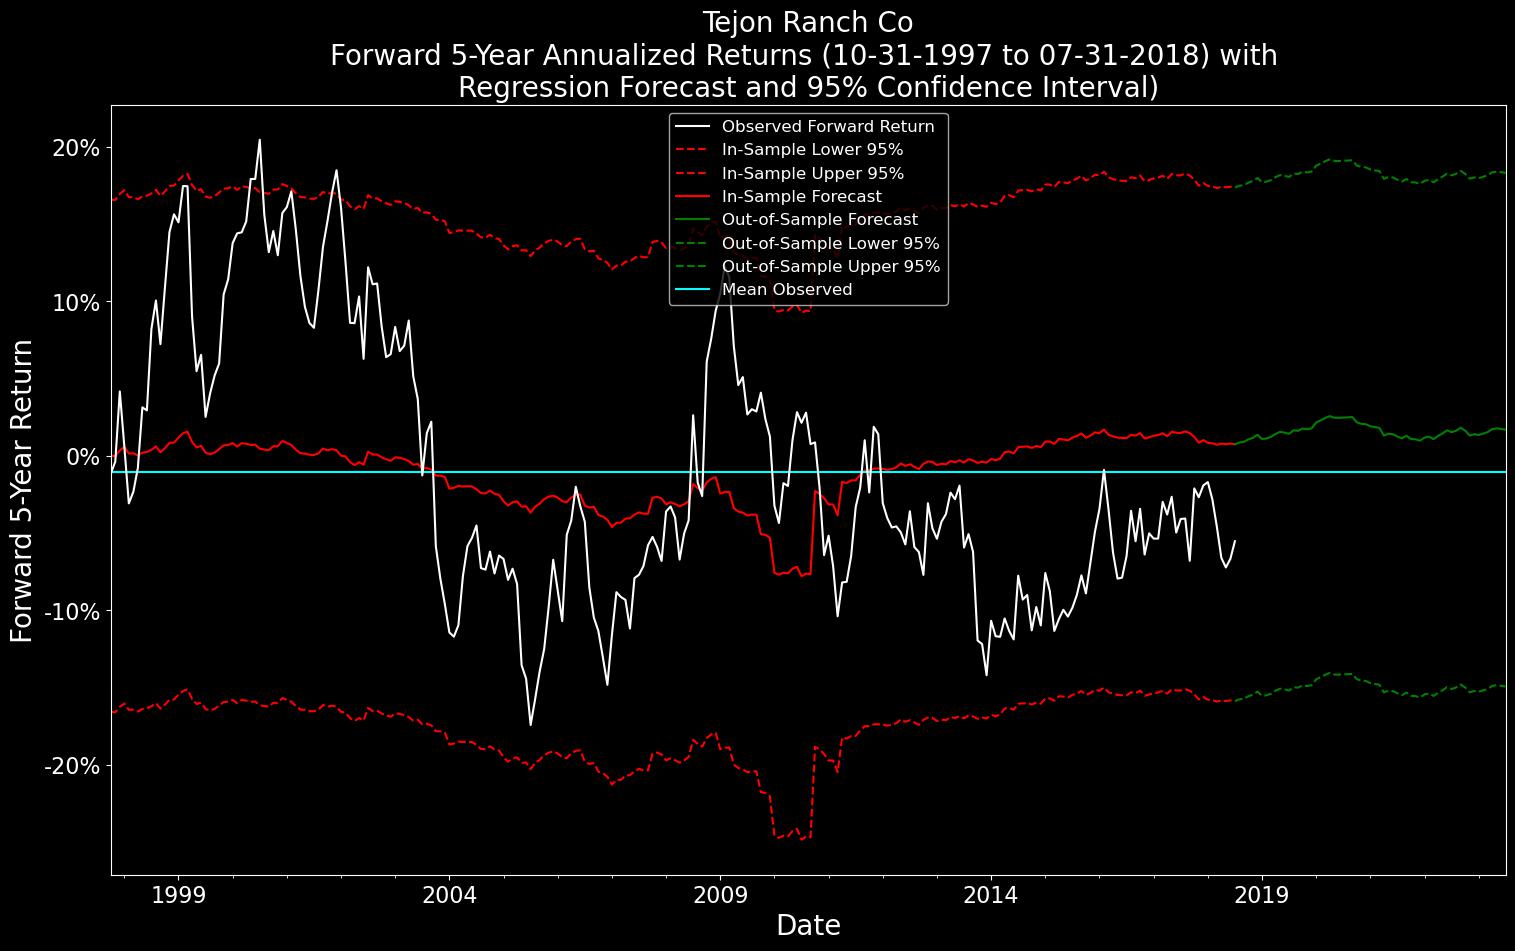 Tejon Ranch Co
Forward 5-Year Annualized Returns (10-31-1997 to 07-31-2018) with
Regression Forecast and 95% Confidence Interval)
Observed Forward Return
In-Sample Lower 95%
In-Sample Upper 95%
In-Sample Forecast
Out-of-Sample Forecast
Out-of-Sample Lower 95%
Out-of-Sample Upper 95%
Mean Observed
Forward 5-Year Return
20%
10%
0%
-10%
-20%
1999
2004
2009
2014
2019
Date